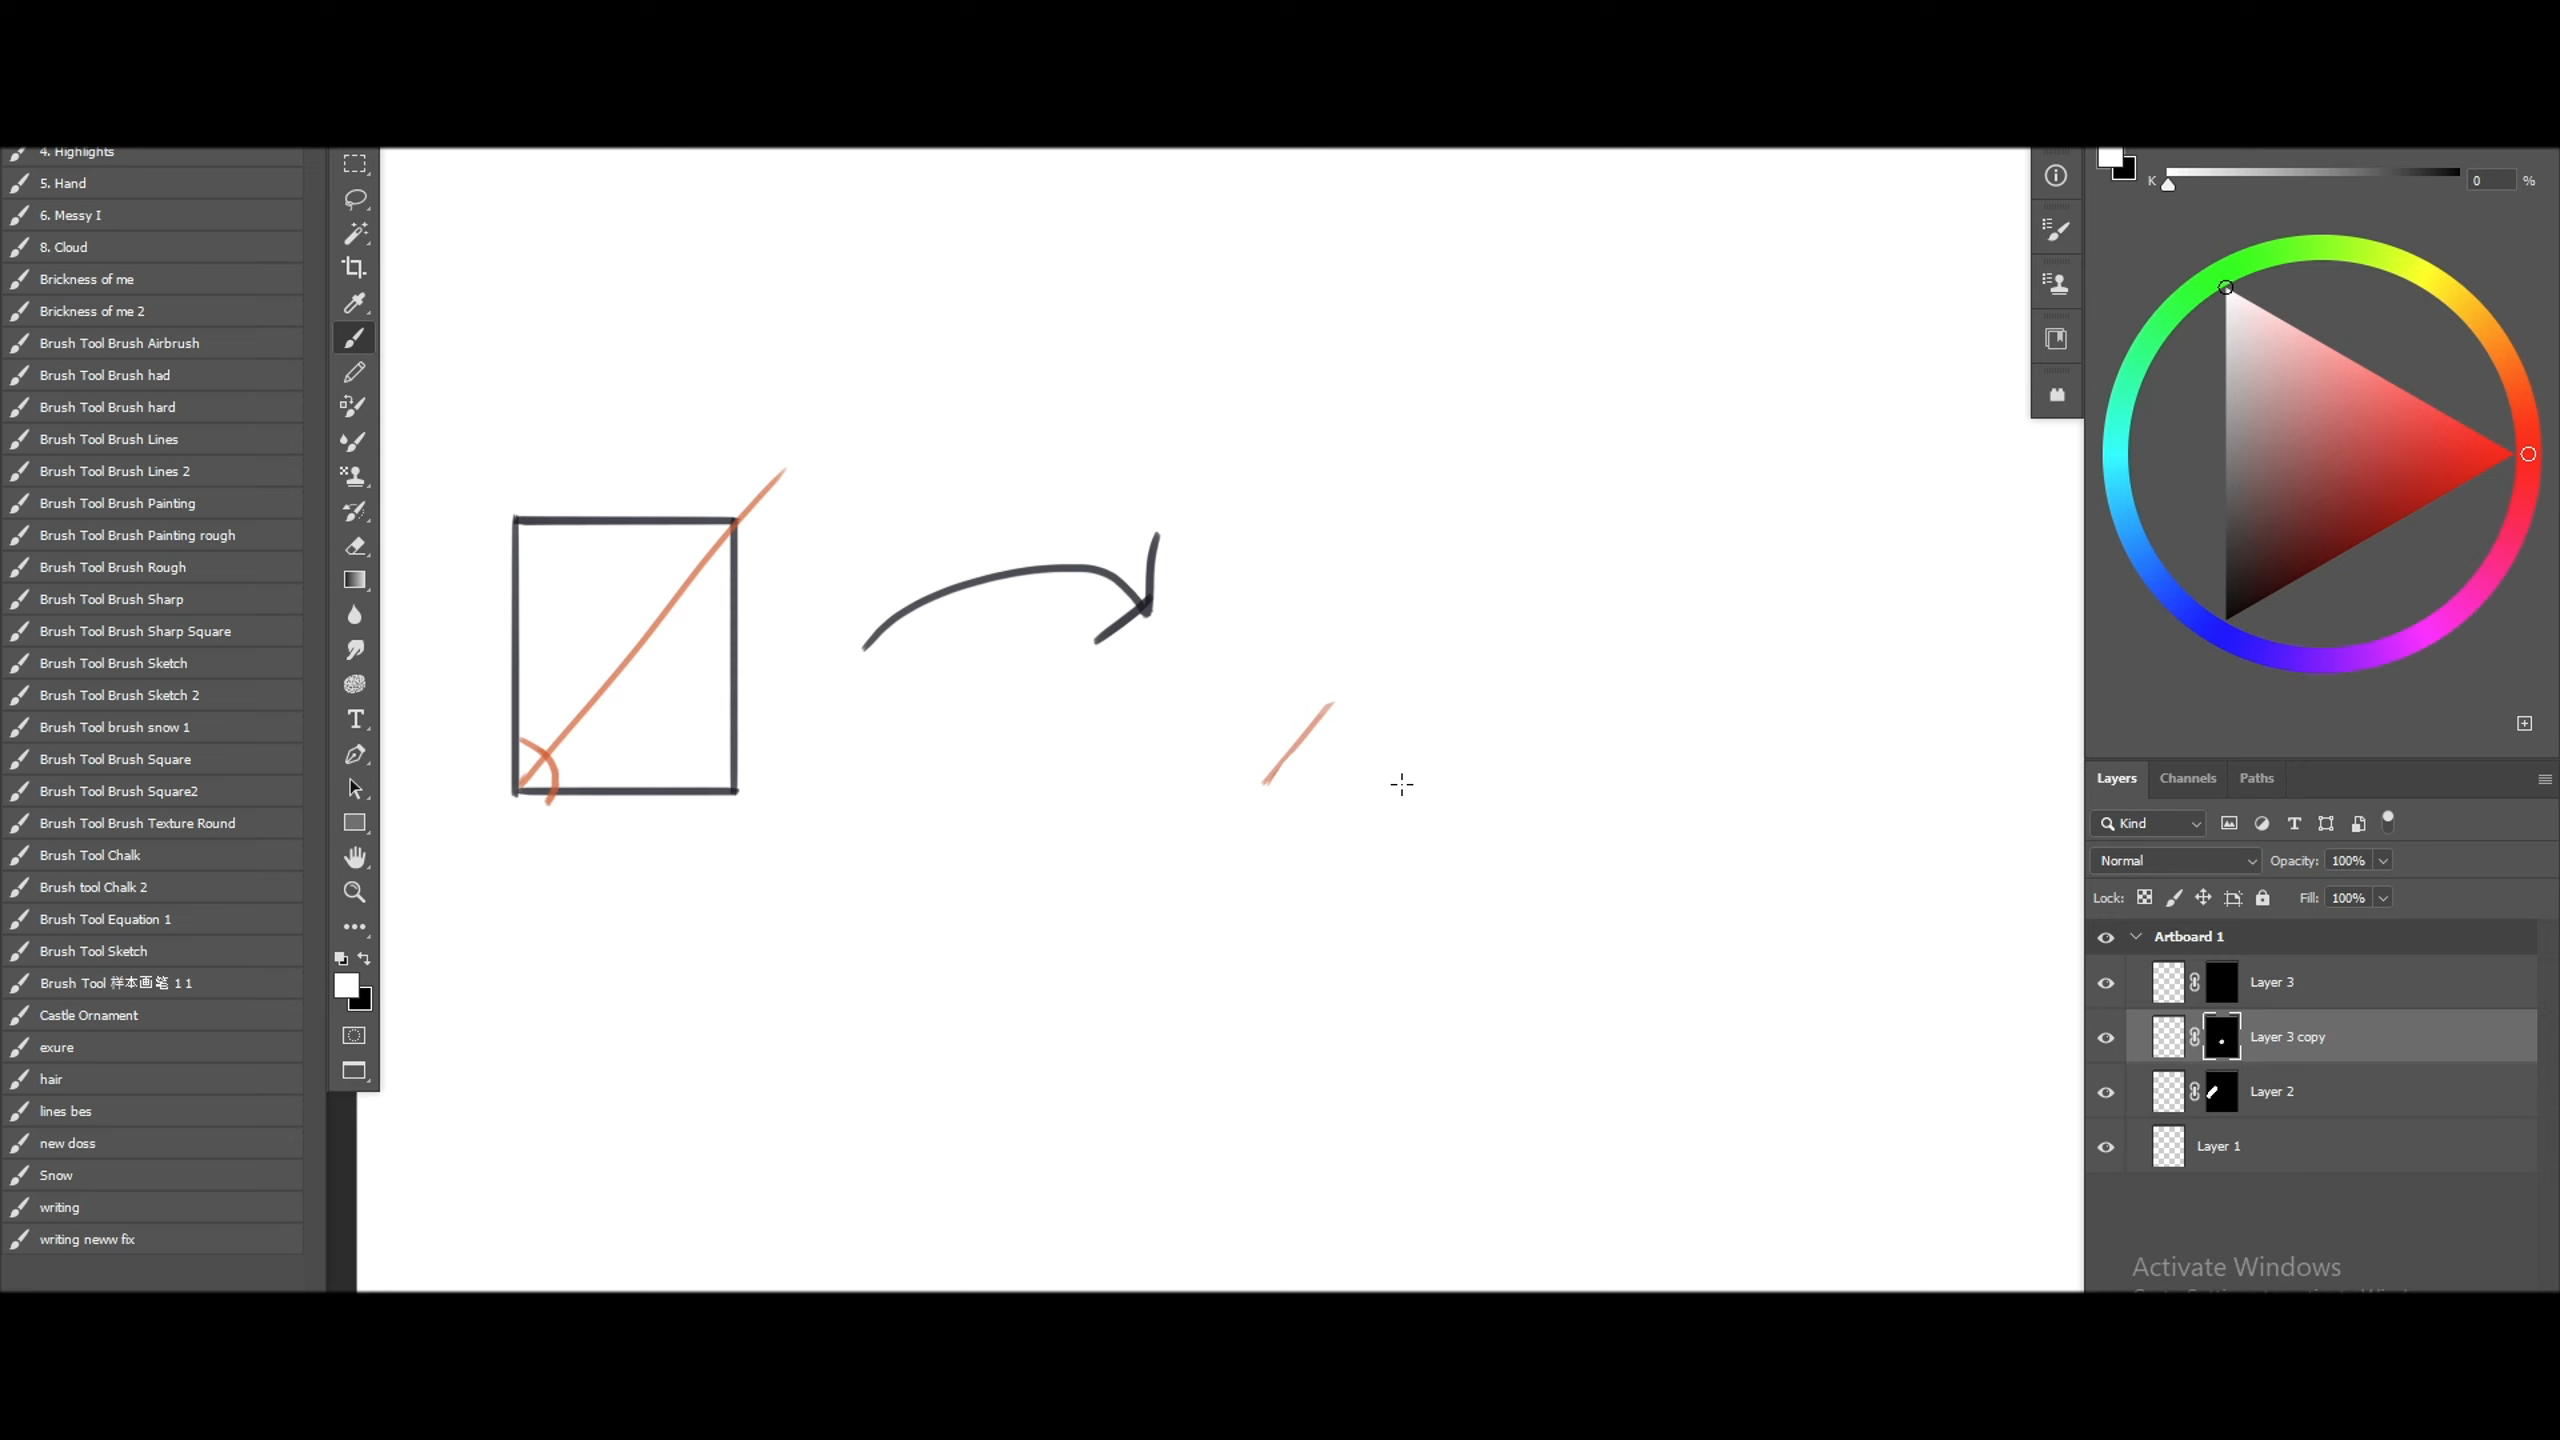 4. Highlights
5. Hand
6. Messy I
8. Cloud
Brickness of me
Brickness of me 2
Brush Tool Brush Airbrush
Brush Tool Brush had
Brush Tool Brush hard
Brush Tool Brush Lines
Brush Tool Brush Lines 2
Brush Tool Brush Painting
Brush Tool Brush Painting rough
Brush Tool Brush Rough
Brush Tool Brush Sharp
Brush Tool Brush Sharp Square
Brush Tool Brush Sketch
Brush Tool Brush Sketch 2
Brush Tool brush snow 1
Brush Tool Brush Square
Brush Tool Brush Square2
Brush Tool Brush Texture Round
Brush Tool Chalk
Brush tool Chalk 2
Brush Tool Equation 1
Brush Tool Sketch
Brush Tool 样本画笔 1 1
Castle Ornament
exure
hair
lines bes
new doss
Snow
writing
writing neww fix
K 0 %
Layers Channels Paths
Kind
Normal Opacity: 100%
Lock: Fill: 100%
Artboard 1
Layer 3
Layer 3 copy
Layer 2
Layer 1
Activate Windows